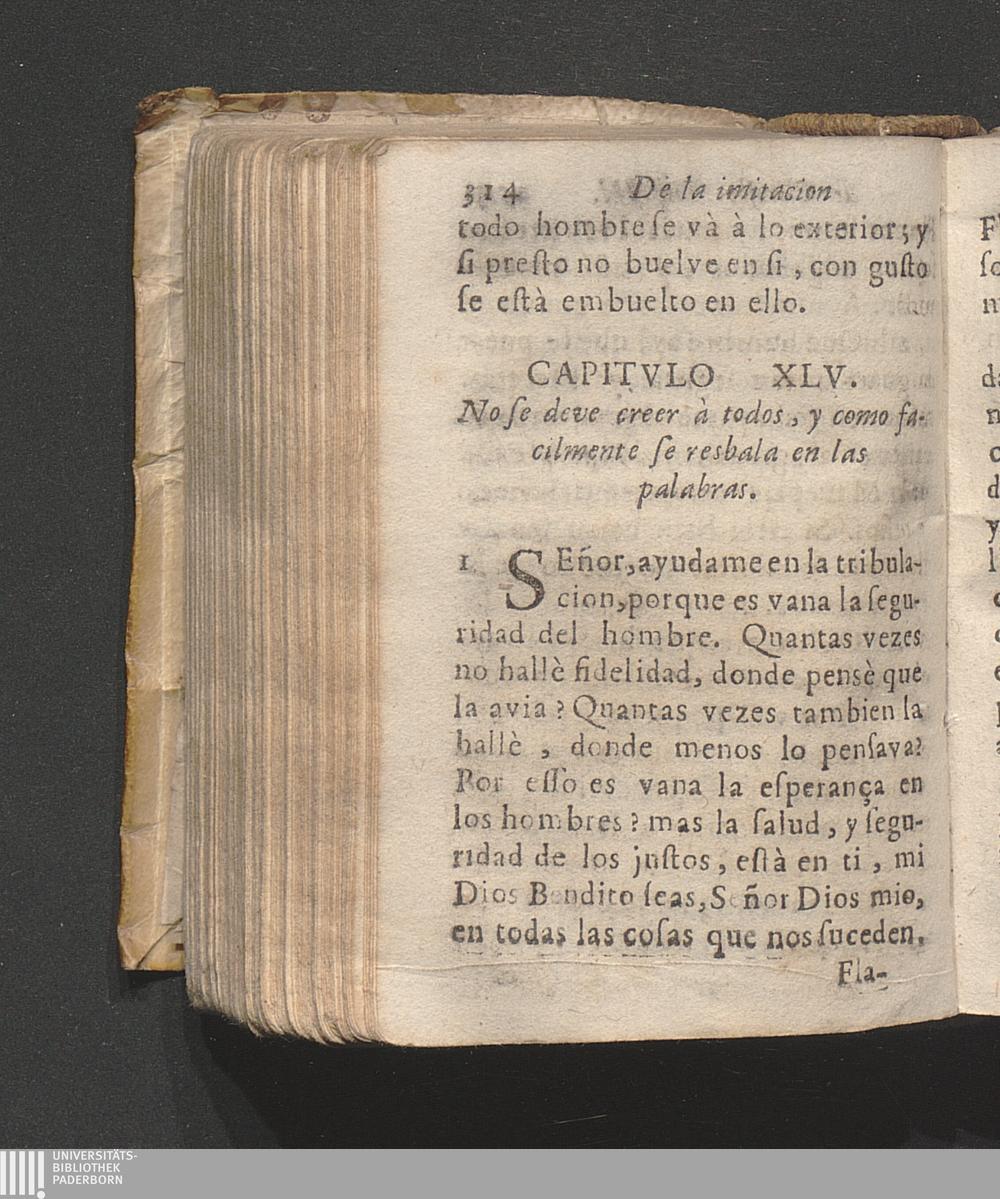 314 De la imitacion
todo hombre ſe và à lo exterior; y
ſi preſto no buelve en ſi, con guſto
ſe eſtà embuelto en ello.
CAPITVLO XLV.
No ſe deve creer à todos, y como fa-
cilmente ſe resbala en las
palabras.
1 SEñor, ayudame en la tribula-
cion, porque es vana la ſegu-
ridad del hombre. Quantas vezes
no hallè fidelidad, donde pensè que
la avia? Quantas vezes tambien la
hallè, donde menos lo penſava?
Por eſſo es vana la eſperança en
los hombres? mas la ſalud, y ſegu-
ridad de los juſtos, eſtà en ti, mi
Dios Bendito ſeas, Señor Dios mio,
en todas las coſas que nos ſuceden.
Fla-
UNIVERSITÄTS-
BIBLIOTHEK
PADERBORN